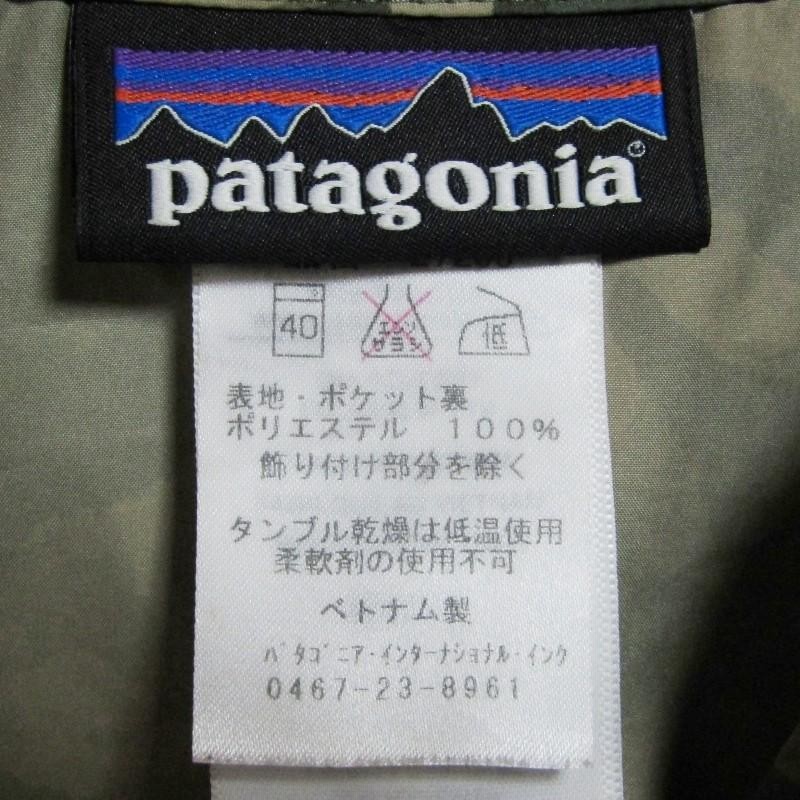 patagonia®
40 エンソサラシ 低
表地・ポケット裏
ポリエステル 100%
飾り付け部分を除く
タンブル乾燥は低温使用
柔軟剤の使用不可
ベトナム製
パタゴニア・インターナショナル・インク
0467-23-8961